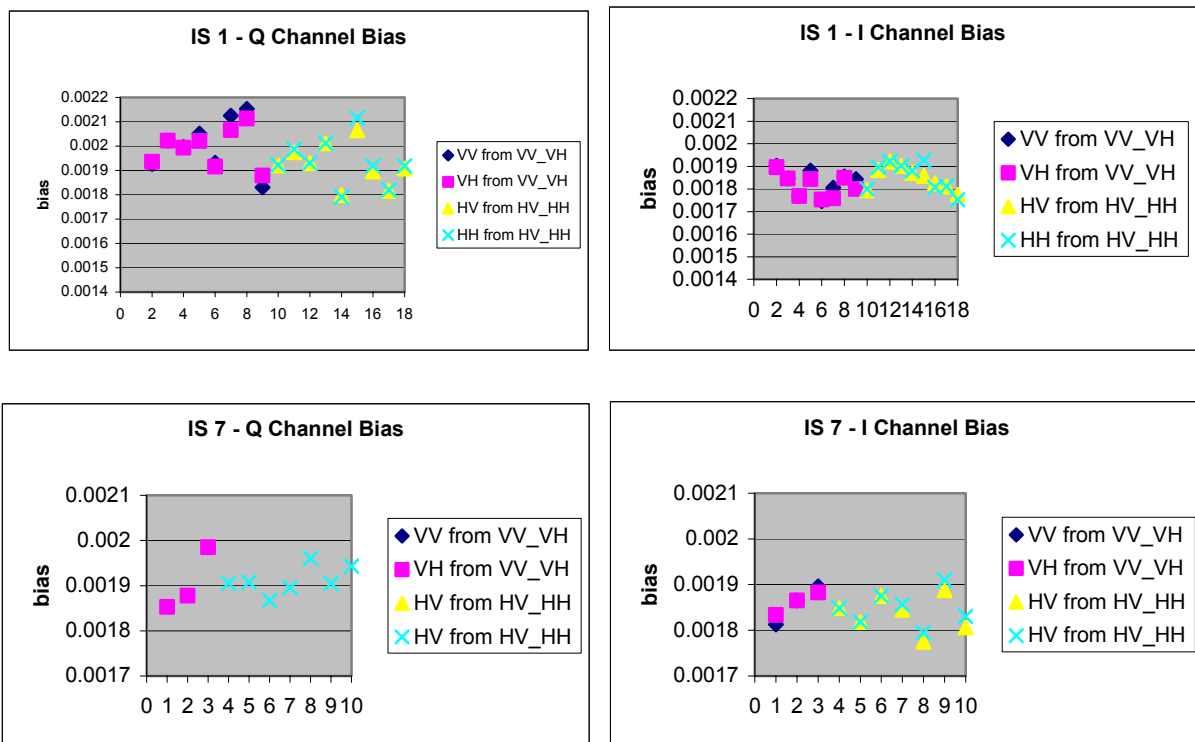 IS 1 - Q Channel Bias
0.0022
0.0021
0.002
0.0019
0.0018
0.0017
0.0016
0.0015
0.0014
bias
0 2 4 6 8 10 12 14 16 18
VV from VV_VH
VH from VV_VH
HV from HV_HH
HH from HV_HH
IS 1 - I Channel Bias
0.0022
0.0021
0.002
0.0019
0.0018
0.0017
0.0016
0.0015
0.0014
bias
0 2 4 6 8 10 12 14 16 18
VV from VV_VH
VH from VV_VH
HV from HV_HH
HH from HV_HH
IS 7 - Q Channel Bias
0.0021
0.002
0.0019
0.0018
0.0017
bias
0 1 2 3 4 5 6 7 8 9 10
VV from VV_VH
VH from VV_VH
HV from HV_HH
HV from HV_HH
IS 7 - I Channel Bias
0.0021
0.002
0.0019
0.0018
0.0017
bias
0 1 2 3 4 5 6 7 8 9 10
VV from VV_VH
VH from VV_VH
HV from HV_HH
HV from HV_HH